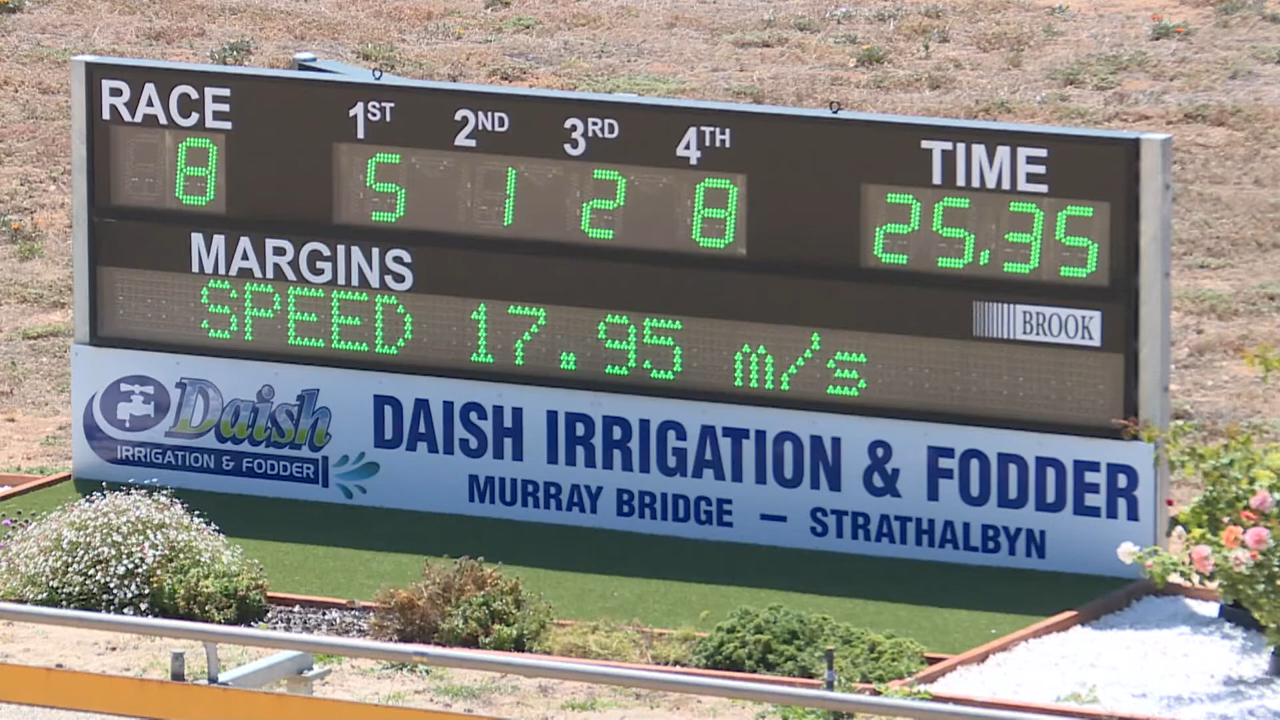 RACE 1ST 2ND 3RD 4TH TIME
8 5 1 2 8 25.35
MARGINS
BROOK
SPEED 17.95 m/s
Daish
IRRIGATION & FODDER
DAISH IRRIGATION & FODDER
MURRAY BRIDGE — STRATHALBYN